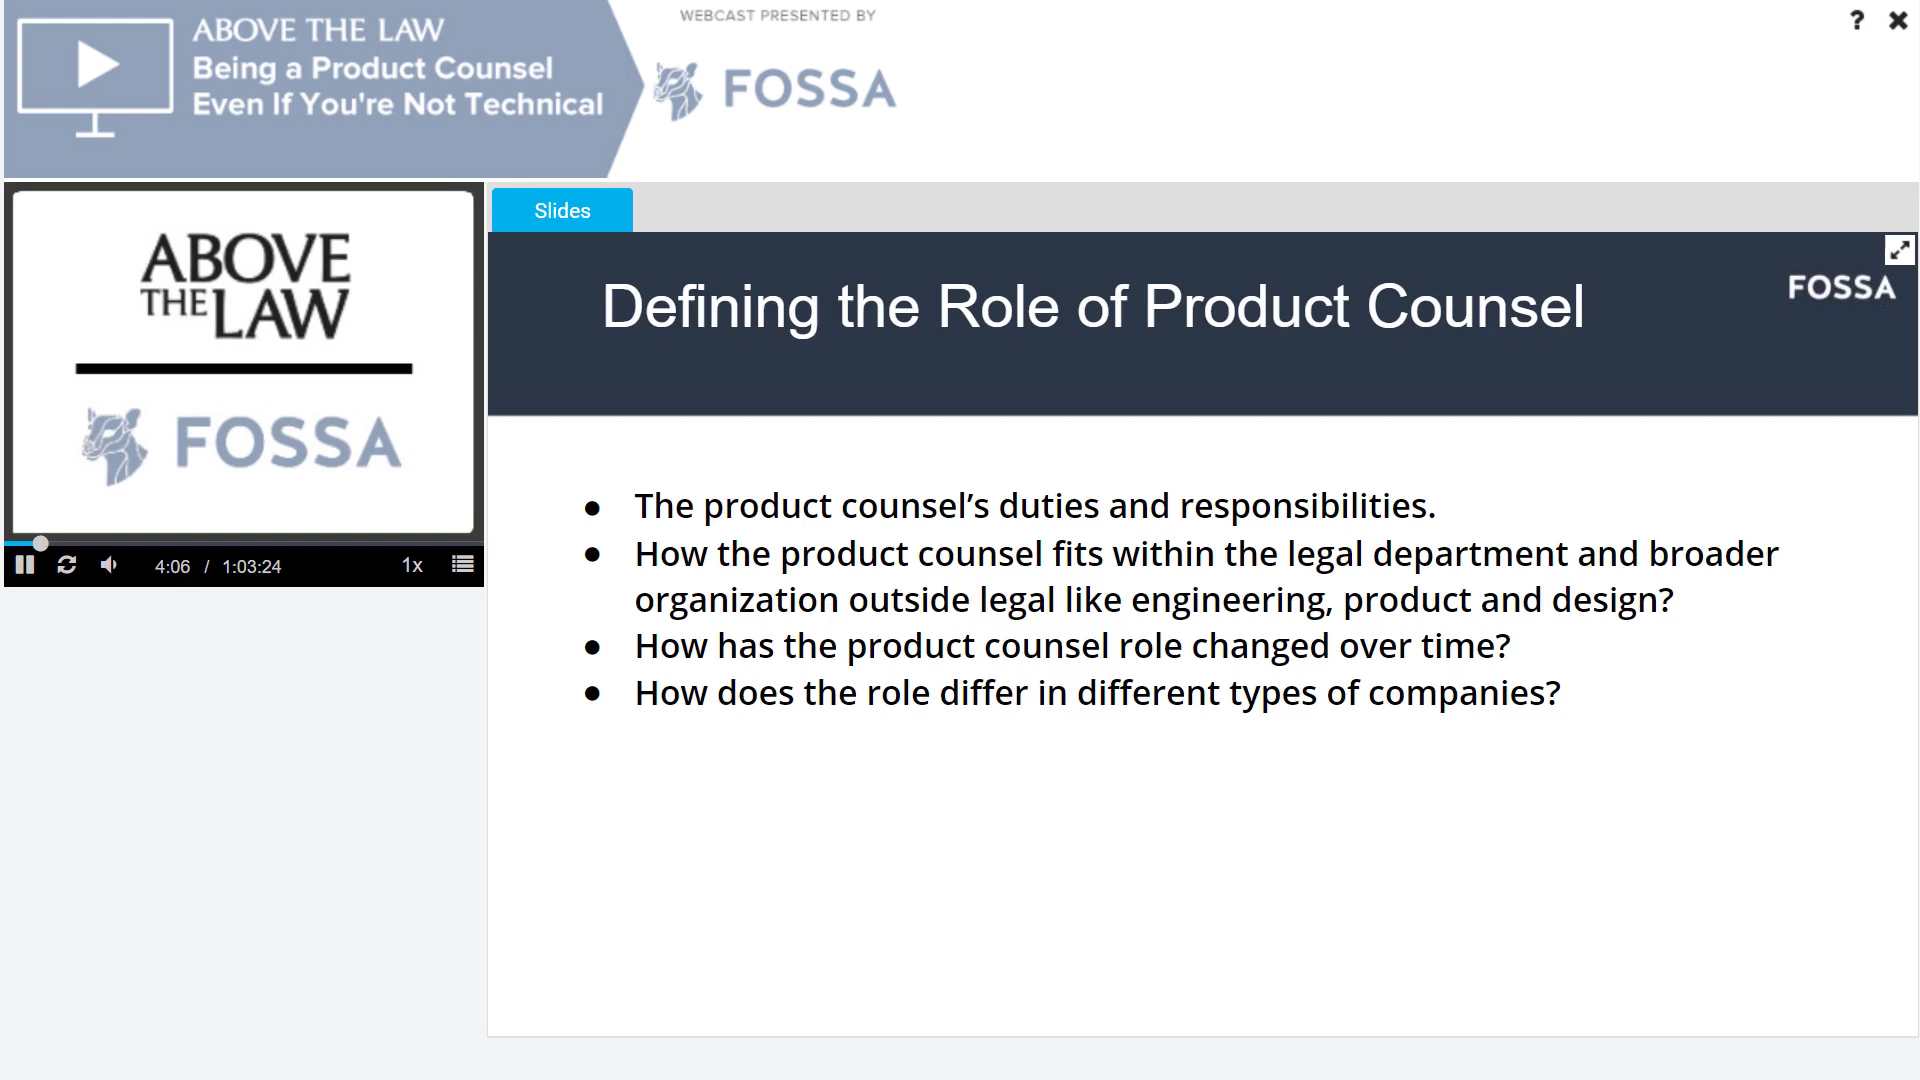 ABOVE THE LAW
Being a Product Counsel
Even If You're Not Technical
WEBCAST PRESENTED BY
FOSSA
?
ABOVE
THE LAW
FOSSA
4:06 / 1:03:24
1x
Slides
Defining the Role of Product Counsel
FOSSA
● The product counsel’s duties and responsibilities.
● How the product counsel fits within the legal department and broader
organization outside legal like engineering, product and design?
● How has the product counsel role changed over time?
● How does the role differ in different types of companies?